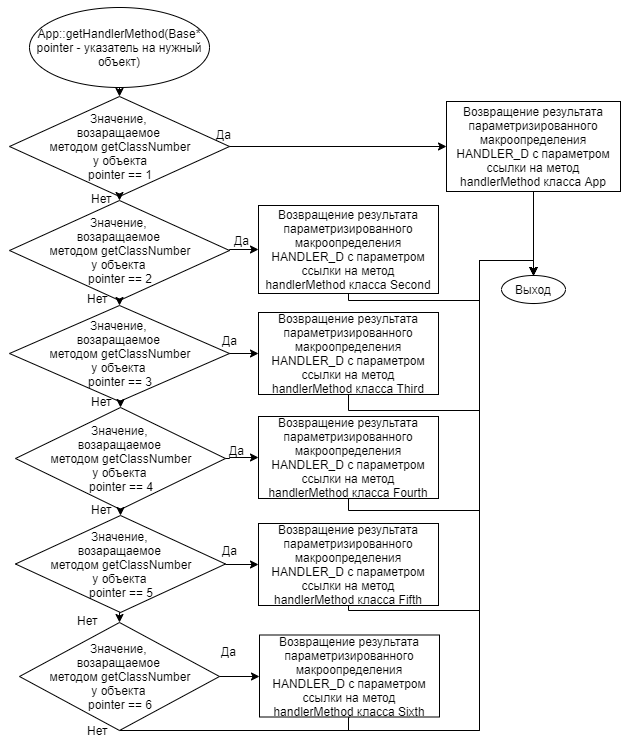 App::getHandlerMethod(Base*
pointer - указатель на нужный
объект)
Значение,
возаращаемое
методом getClassNumber
у объекта
pointer == 1
Да
Возвращение результата
параметризированного
макроопределения
HANDLER_D с параметром
ссылки на метод
handlerMethod класса App
Нет
Значение,
возаращаемое
методом getClassNumber
у объекта
pointer == 2
Да
Возвращение результата
параметризированного
макроопределения
HANDLER_D с параметром
ссылки на метод
handlerMethod класса Second
Выход
Нет
Значение,
возаращаемое
методом getClassNumber
у объекта
pointer == 3
Да
Возвращение результата
параметризированного
макроопределения
HANDLER_D с параметром
ссылки на метод
handlerMethod класса Third
Нет
Значение,
возаращаемое
методом getClassNumber
у объекта
pointer == 4
Да
Возвращение результата
параметризированного
макроопределения
HANDLER_D с параметром
ссылки на метод
handlerMethod класса Fourth
Нет
Значение,
возаращаемое
методом getClassNumber
у объекта
pointer == 5
Да
Возвращение результата
параметризированного
макроопределения
HANDLER_D с параметром
ссылки на метод
handlerMethod класса Fifth
Нет
Значение,
возаращаемое
методом getClassNumber
у объекта
pointer == 6
Да
Возвращение результата
параметризированного
макроопределения
HANDLER_D с параметром
ссылки на метод
handlerMethod класса Sixth
Нет